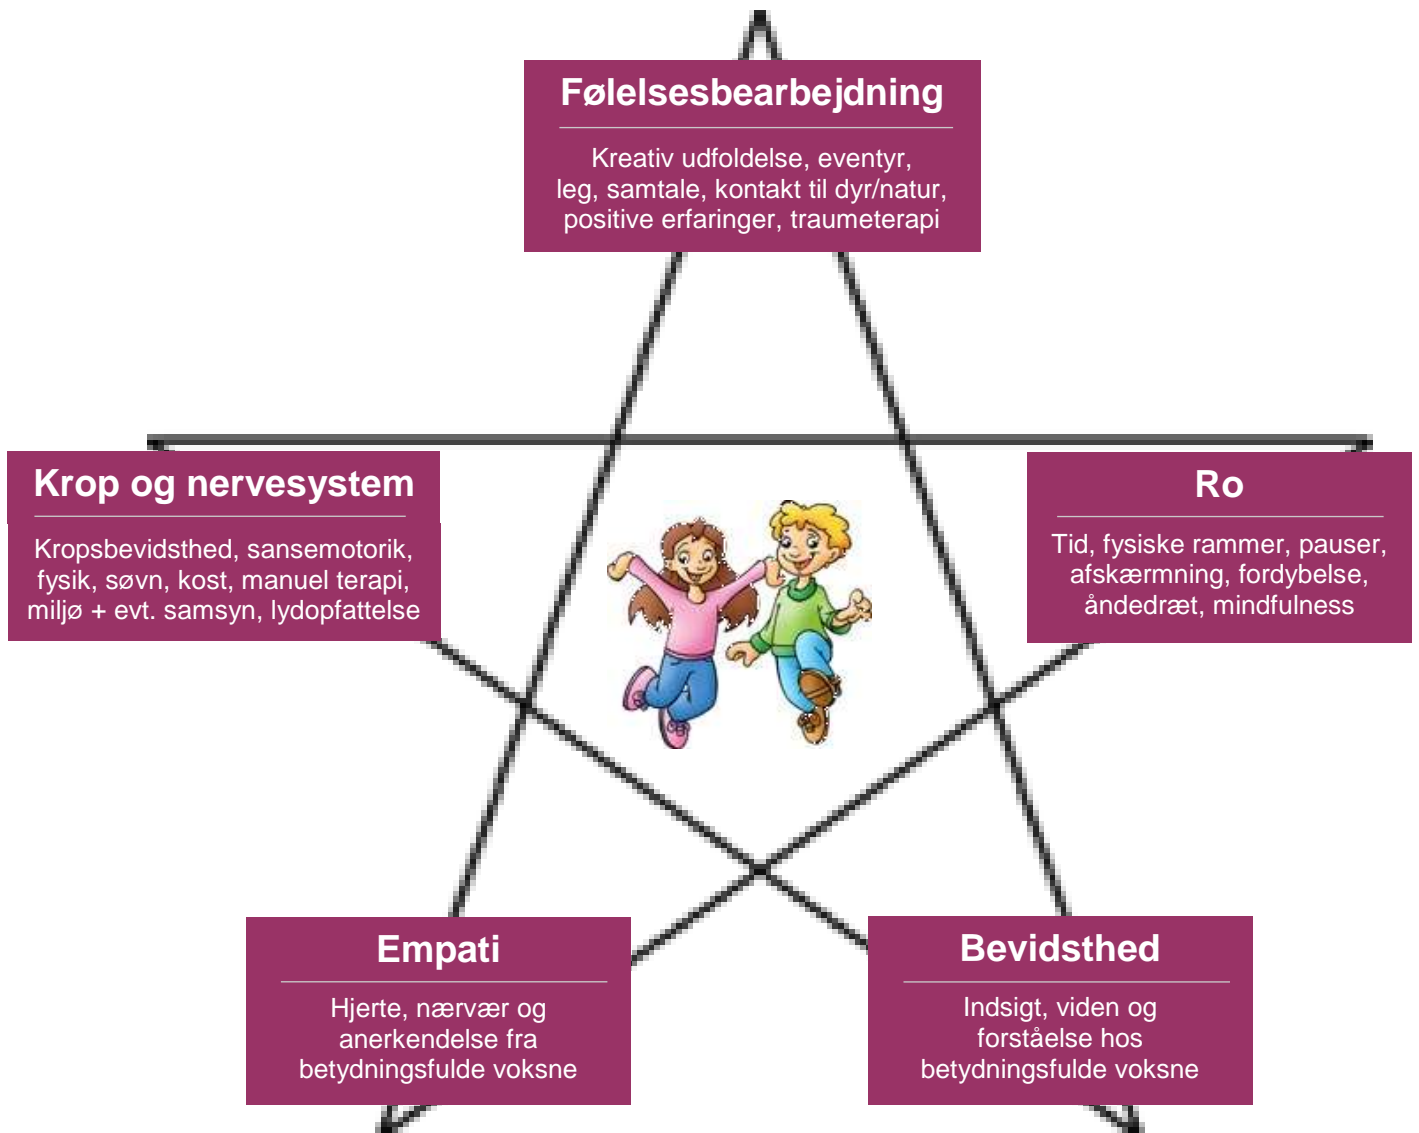 Følelsesbearbejdning
Kreativ udfoldelse, eventyr,
leg, samtale, kontakt til dyr/natur,
positive erfaringer, traumeterapi
Krop og nervesystem
Kropsbevidsthed, sansemotorik,
fysik, søvn, kost, manuel terapi,
miljø + evt. samsyn, lydopfattelse
Ro
Tid, fysiske rammer, pauser,
afskærmning, fordybelse,
åndedræt, mindfulness
Empati
Hjerte, nærvær og
anerkendelse fra
betydningsfulde voksne
Bevidsthed
Indsigt, viden og
forståelse hos
betydningsfulde voksne